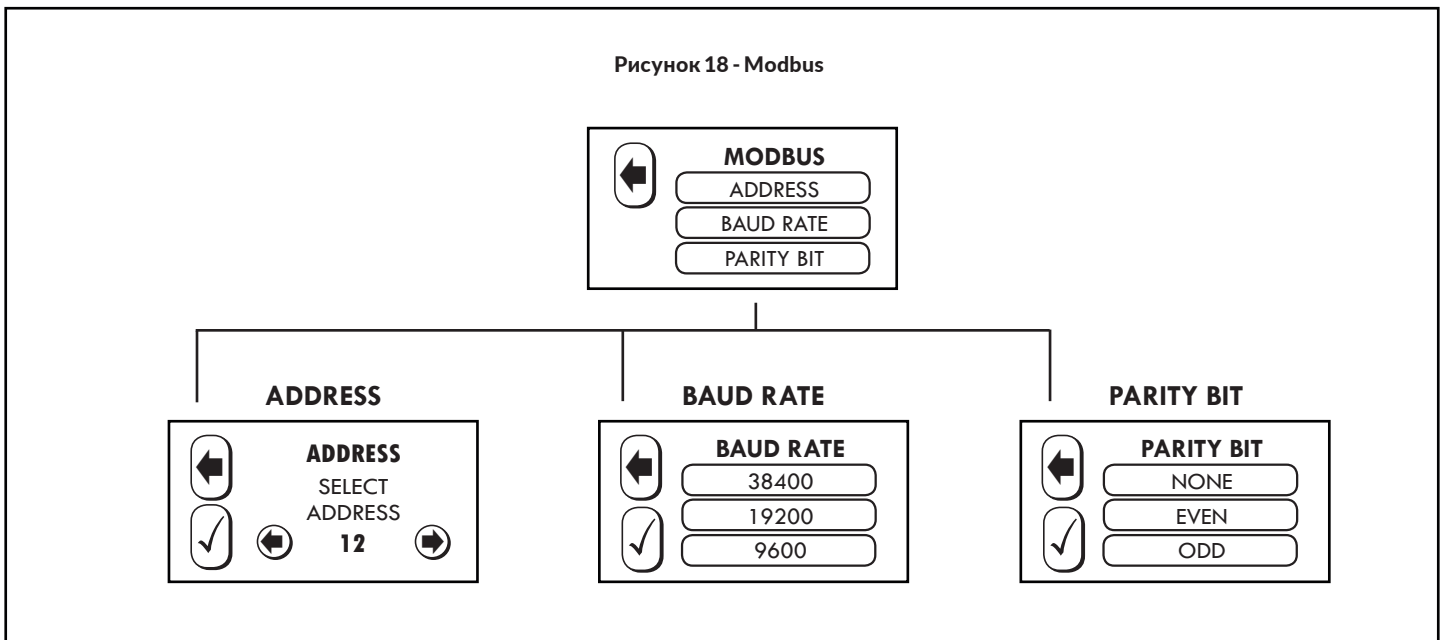 Рисунок 18 - Modbus
MODBUS
ADDRESS
BAUD RATE
PARITY BIT
ADDRESS
ADDRESS
SELECT
ADDRESS
12
BAUD RATE
BAUD RATE
38400
19200
9600
PARITY BIT
PARITY BIT
NONE
EVEN
ODD